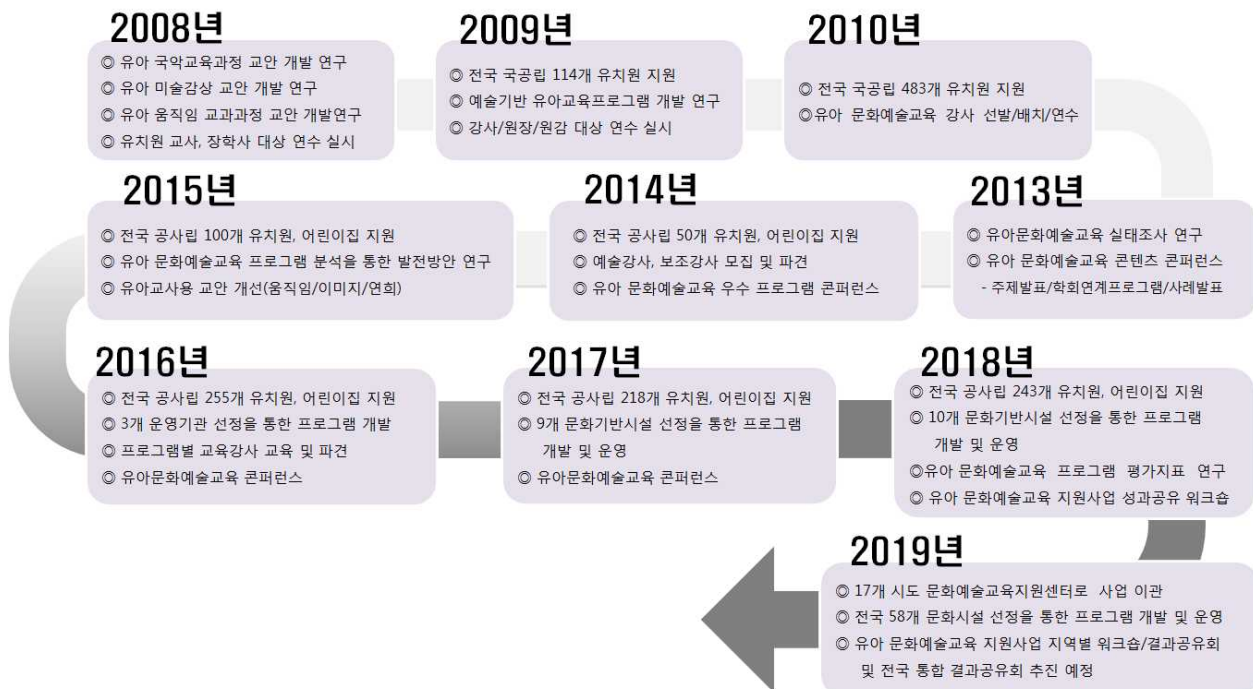 2008년
◎ 유아 국악교육과정 교안 개발 연구
◎ 유아 미술감상 교안 개발 연구
◎ 유아 움직임 교과과정 교안 개발연구
◎ 유치원 교사, 장학사 대상 연수 실시
2009년
◎ 전국 국공립 114개 유치원 지원
◎ 예술기반 유아교육프로그램 개발 연구
◎ 강사/원장/원감 대상 연수 실시
2010년
◎ 전국 국공립 483개 유치원 지원
◎유아 문화예술교육 강사 선발/배치/연수
2013년
◎ 유아문화예술교육 실태조사 연구
◎ 유아 문화예술교육 콘텐츠 콘퍼런스
- 주제발표/학회연계프로그램/사례발표
2014년
◎ 전국 공사립 50개 유치원, 어린이집 지원
◎ 예술강사, 보조강사 모집 및 파견
◎ 유아 문화예술교육 우수 프로그램 콘퍼런스
2015년
◎ 전국 공사립 100개 유치원, 어린이집 지원
◎ 유아 문화예술교육 프로그램 분석을 통한 발전방안 연구
◎ 유아교사용 교안 개선(움직임/이미지/연희)
2016년
◎ 전국 공사립 255개 유치원, 어린이집 지원
◎ 3개 운영기관 선정을 통한 프로그램 개발
◎ 프로그램별 교육강사 교육 및 파견
◎ 유아문화예술교육 콘퍼런스
2017년
◎ 전국 공사립 218개 유치원, 어린이집 지원
◎ 9개 문화기반시설 선정을 통한 프로그램
개발 및 운영
◎ 유아문화예술교육 콘퍼런스
2018년
◎ 전국 공사립 243개 유치원, 어린이집 지원
◎ 10개 문화기반시설 선정을 통한 프로그램
개발 및 운영
◎유아 문화예술교육 프로그램 평가지표 연구
◎ 유아 문화예술교육 지원사업 성과공유 워크숍
2019년
◎ 17개 시도 문화예술교육지원센터로 사업 이관
◎ 전국 58개 문화시설 선정을 통한 프로그램 개발 및 운영
◎ 유아 문화예술교육 지원사업 지역별 워크숍/결과공유회
및 전국 통합 결과공유회 추진 예정